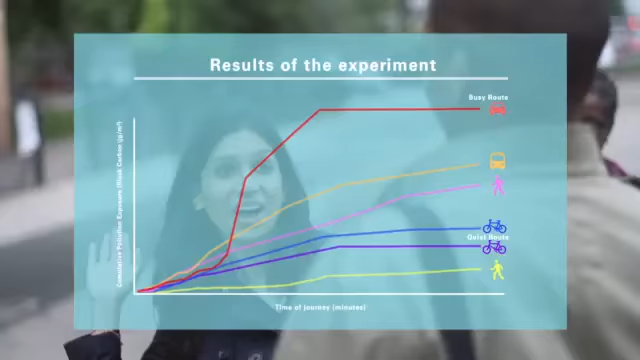 Results of the experiment
Busy Route
Cumulative Pollution Exposure (Black Carbon (µg/m³)
Quiet Route
Time of journey (minutes)